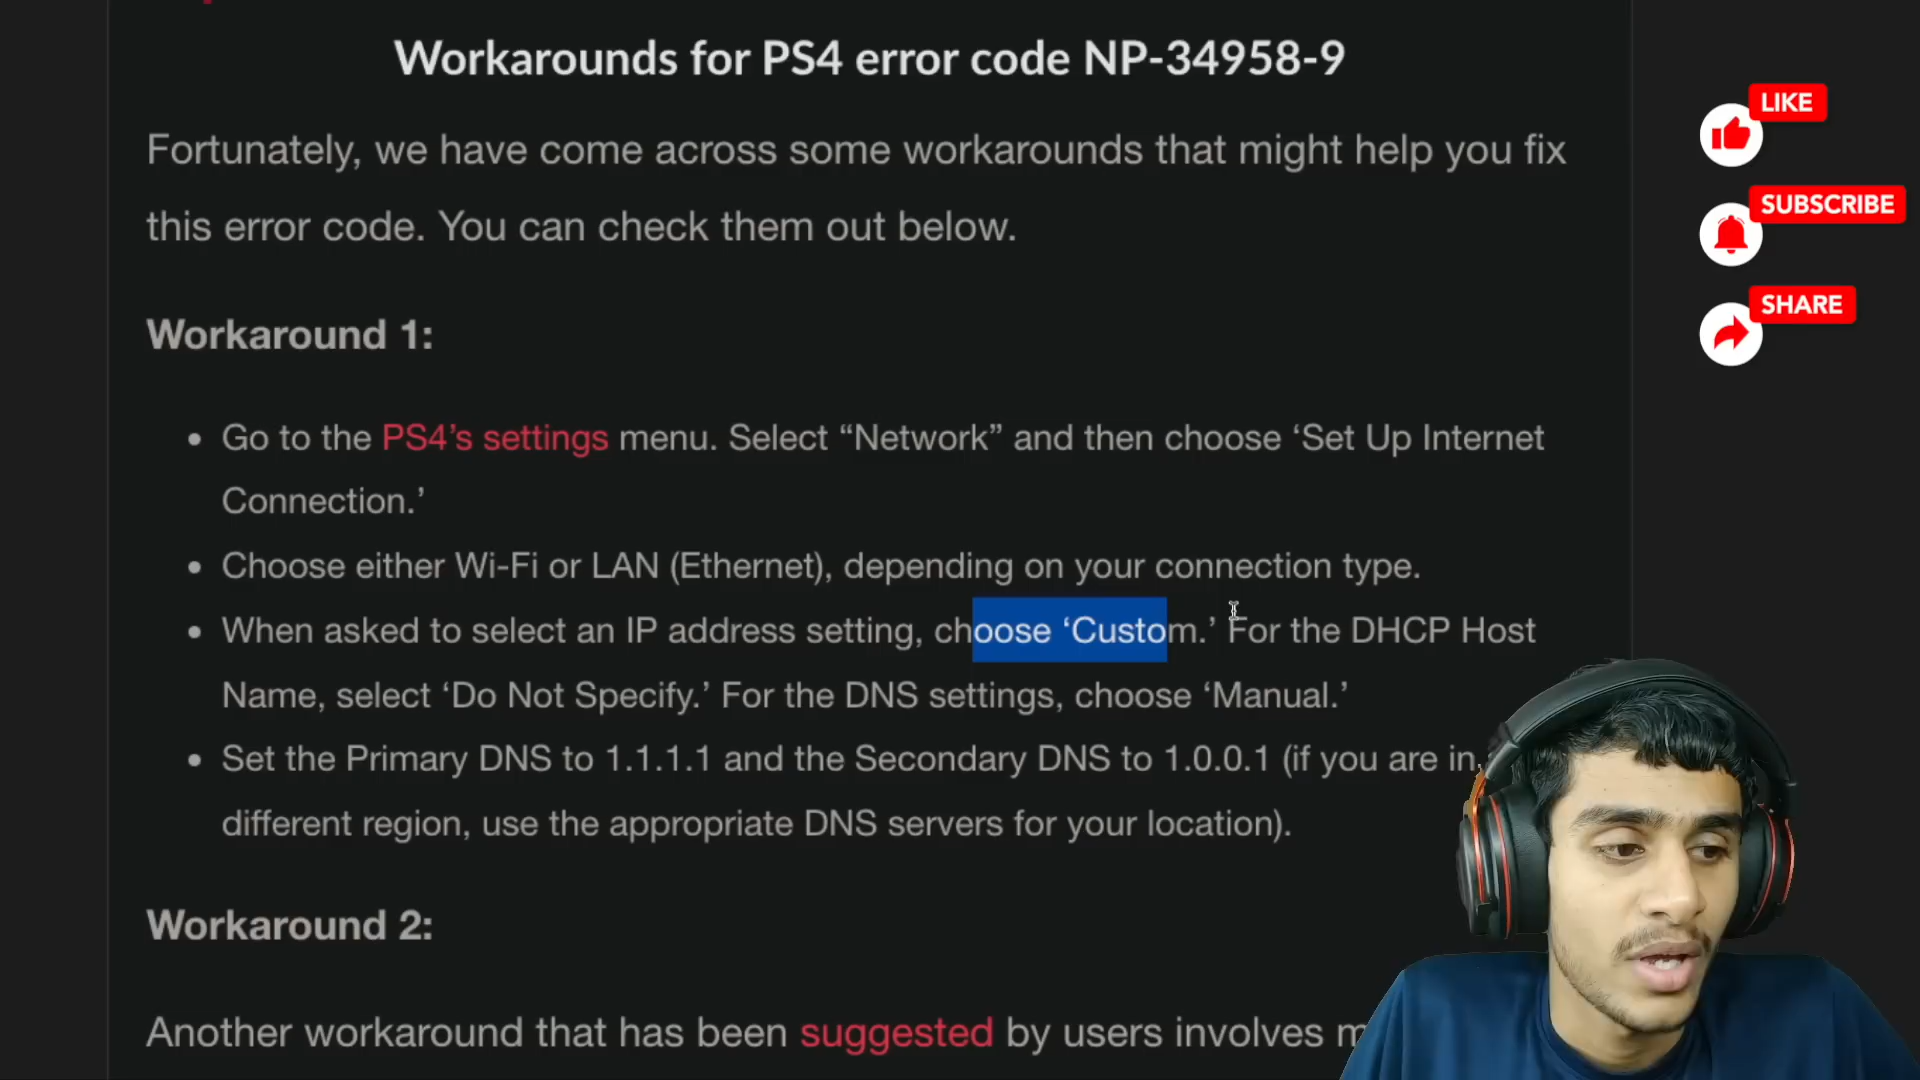 Workarounds for PS4 error code NP-34958-9
Fortunately, we have come across some workarounds that might help you fix
this error code. You can check them out below.
Workaround 1:
• Go to the PS4’s settings menu. Select “Network” and then choose ‘Set Up Internet
Connection.’
• Choose either Wi-Fi or LAN (Ethernet), depending on your connection type.
• When asked to select an IP address setting, choose ‘Custom.’ For the DHCP Host
Name, select ‘Do Not Specify.’ For the DNS settings, choose ‘Manual.’
• Set the Primary DNS to 1.1.1.1 and the Secondary DNS to 1.0.0.1 (if you are in
different region, use the appropriate DNS servers for your location).
Workaround 2:
Another workaround that has been suggested by users involves
LIKE
SUBSCRIBE
SHARE